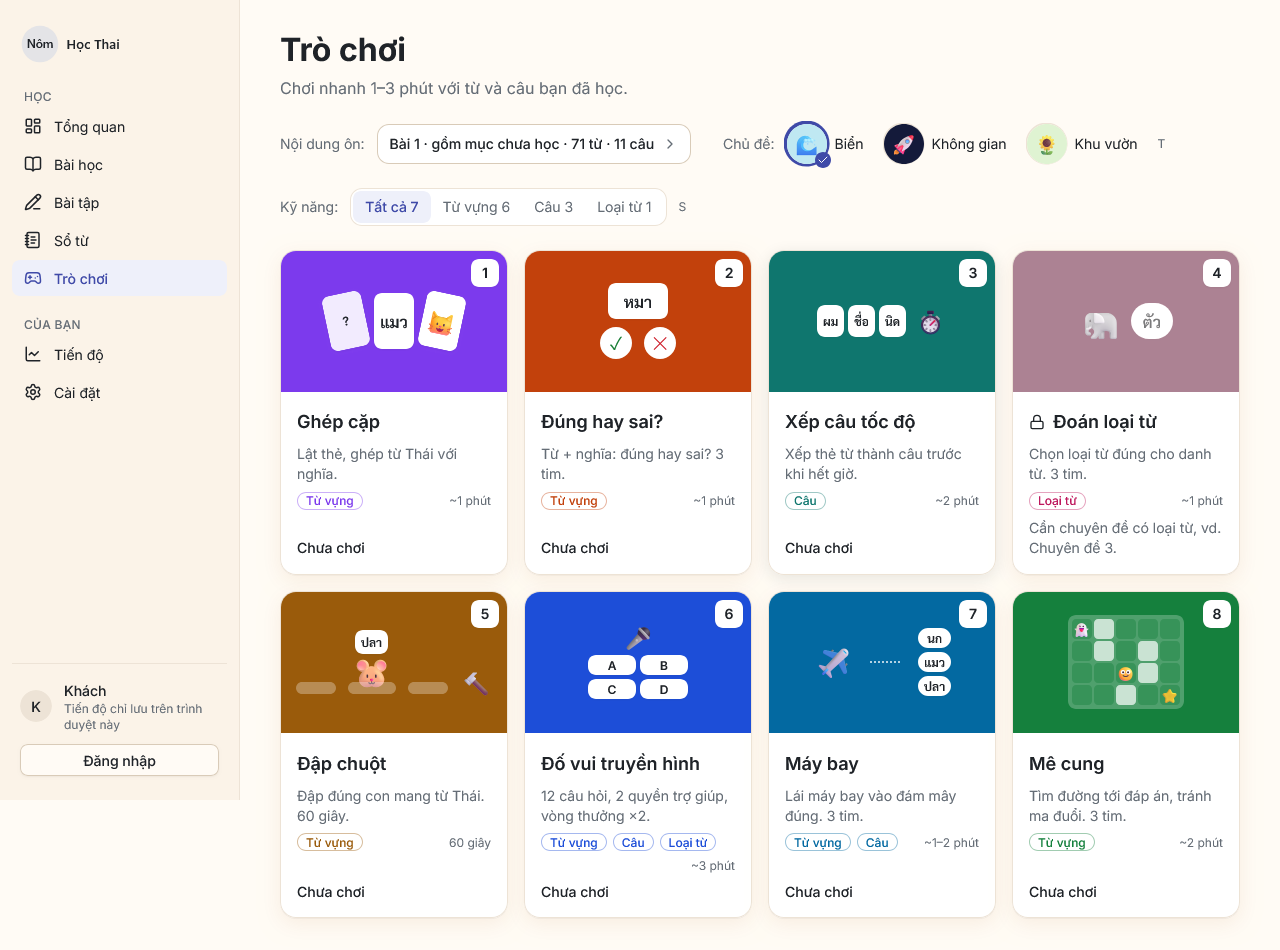 Nôm Học Thai
HỌC
Tổng quan
Bài học
Bài tập
Sổ từ
Trò chơi
CỦA BẠN
Tiến độ
Cài đặt
K
Khách
Tiến độ chỉ lưu trên trình
duyệt này
Đăng nhập
Trò chơi
Chơi nhanh 1–3 phút với từ và câu bạn đã học.
Nội dung ôn: Bài 1 · gồm mục chưa học · 71 từ · 11 câu
Chủ đề: Biển Không gian Khu vườn T
Kỹ năng: Tất cả 7 Từ vựng 6 Câu 3 Loại từ 1 S
1
? แมว
Ghép cặp
Lật thẻ, ghép từ Thái với
nghĩa.
Từ vựng ~1 phút
Chưa chơi
2
หมา
Đúng hay sai?
Từ + nghĩa: đúng hay sai? 3
tim.
Từ vựng ~1 phút
Chưa chơi
3
ผม ชื่อ นิด
Xếp câu tốc độ
Xếp thẻ từ thành câu trước
khi hết giờ.
Câu ~2 phút
Chưa chơi
4
ตัว
Đoán loại từ
Chọn loại từ đúng cho danh
từ. 3 tim.
Loại từ ~1 phút
Cần chuyên đề có loại từ, vd.
Chuyên đề 3.
5
ปลา
Đập chuột
Đập đúng con mang từ Thái.
60 giây.
Từ vựng 60 giây
Chưa chơi
6
A B
C D
Đố vui truyền hình
12 câu hỏi, 2 quyền trợ giúp,
vòng thưởng ×2.
Từ vựng Câu Loại từ
~3 phút
Chưa chơi
7
นก
แมว
ปลา
Máy bay
Lái máy bay vào đám mây
đúng. 3 tim.
Từ vựng Câu ~1–2 phút
Chưa chơi
8
Mê cung
Tìm đường tới đáp án, tránh
ma đuổi. 3 tim.
Từ vựng ~2 phút
Chưa chơi